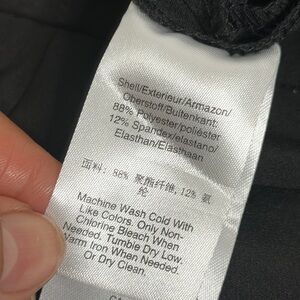 Shell/Exterieur/Armazon/
Oberstoff/Buitenkant:
88% Polyester/poliéster
12% Spandex/elastano/
Elasthan/Elasthaan
面料: 88% 聚酯纤维,12% 氨
纶
Machine Wash Cold With
Like Colors. Only Non-
Chlorine Bleach When
Needed. Tumble Dry Low.
Warm Iron When Needed.
Or Dry Clean.